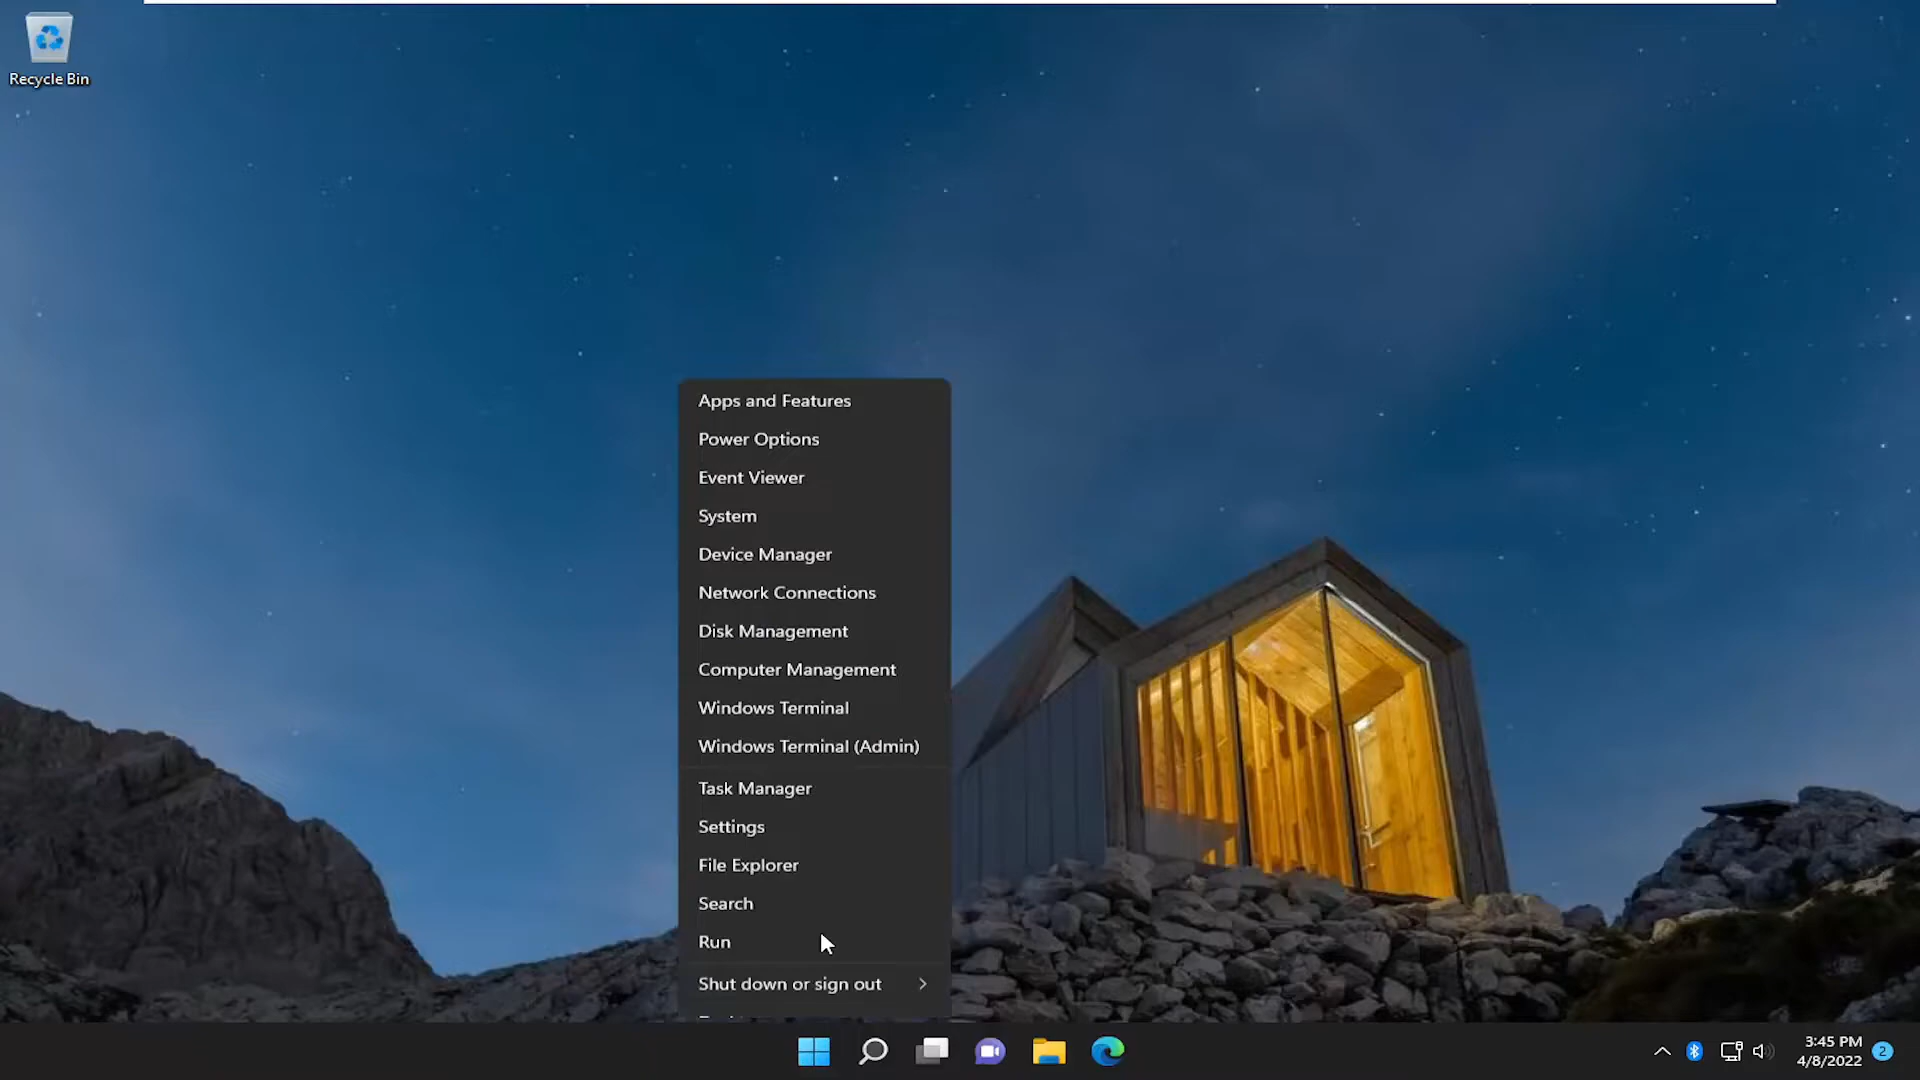 Recycle Bin
Apps and Features
Power Options
Event Viewer
System
Device Manager
Network Connections
Disk Management
Computer Management
Windows Terminal
Windows Terminal (Admin)
Task Manager
Settings
File Explorer
Search
Run
Shut down or sign out
3:45 PM
4/8/2022
2